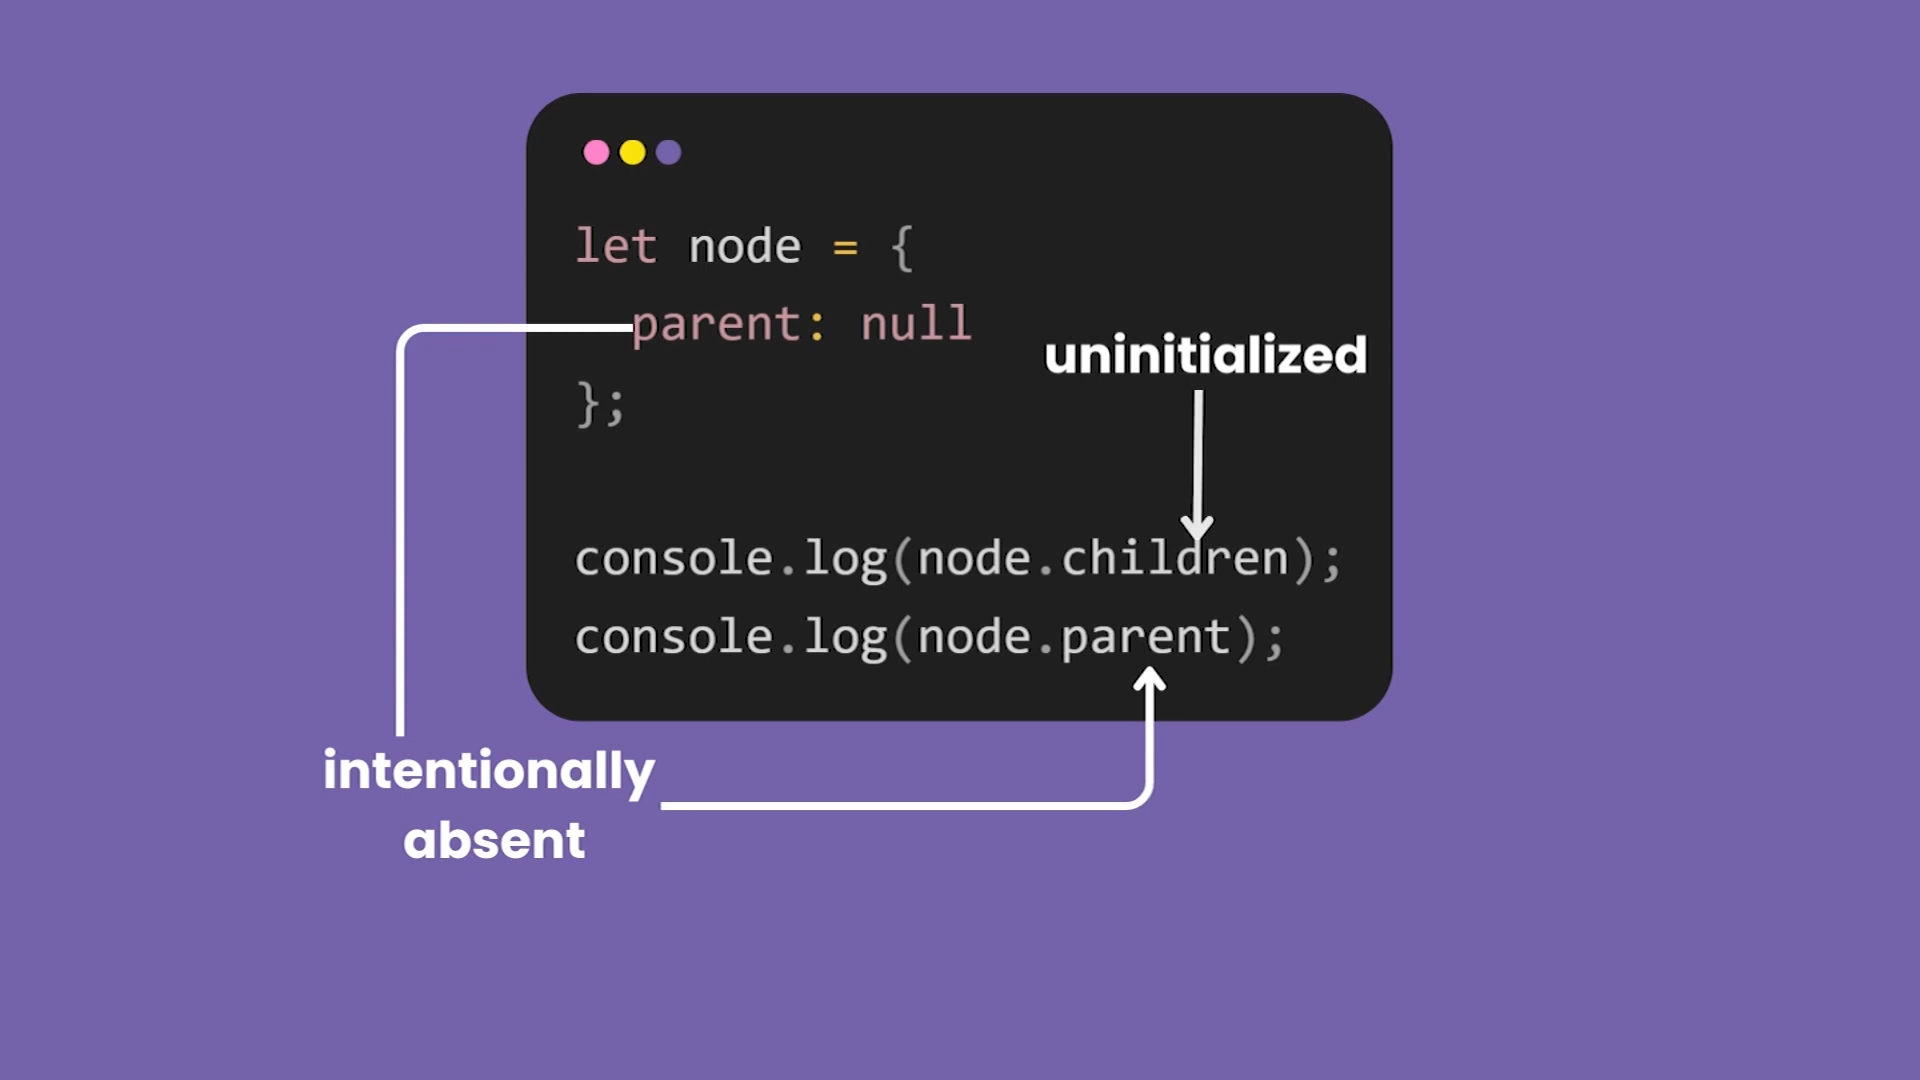 let node = {
parent: null
uninitialized
};
console.log(node.children);
console.log(node.parent);
intentionally
absent